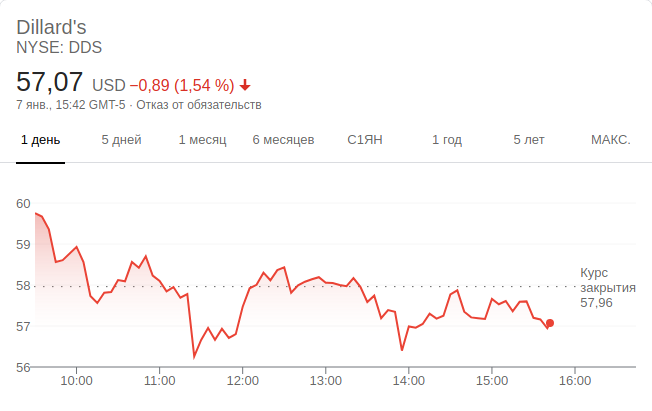 Dillard's
NYSE: DDS
57,07 USD −0,89 (1,54 %)
7 янв., 15:42 GMT-5 · Отказ от обязательств
1 день 5 дней 1 месяц 6 месяцев С1ЯН 1 год 5 лет МАКС.
60
59
58
57
56
Курс
закрытия
57,96
10:00 11:00 12:00 13:00 14:00 15:00 16:00